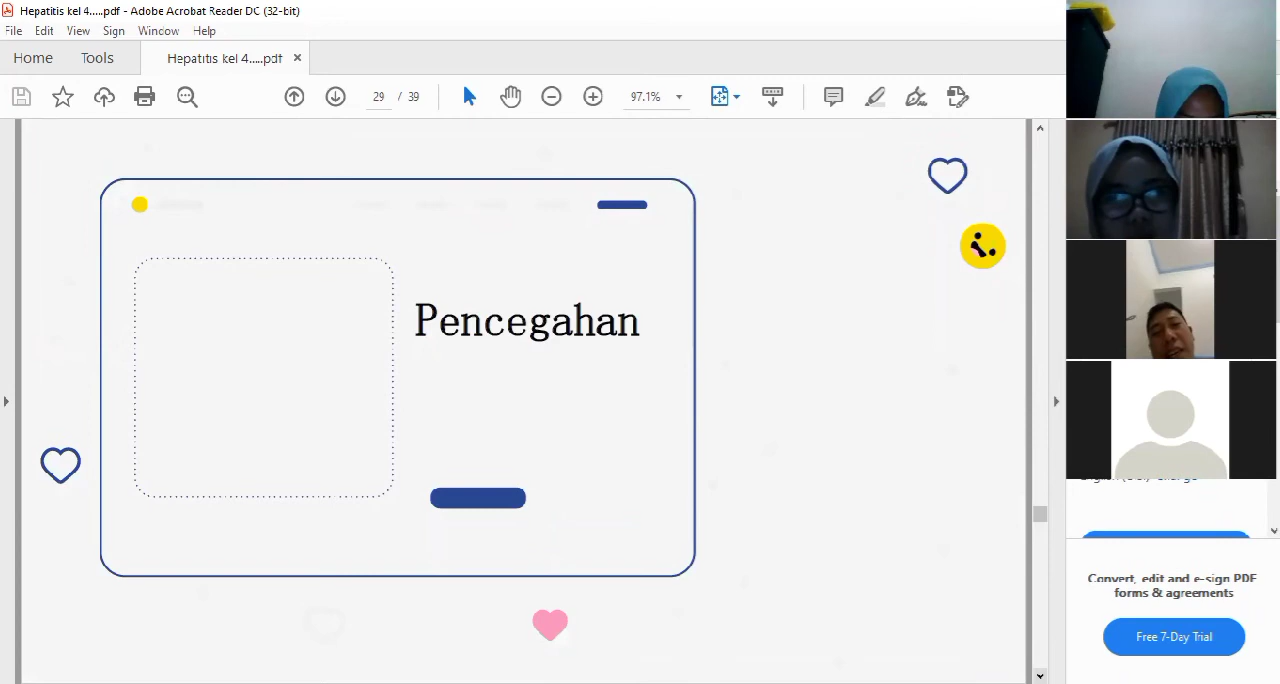 Hepatitis kel 4.....pdf - Adobe Acrobat Reader DC (32-bit)
File Edit View Sign Window Help
Home Tools Hepatitis kel 4.....pdf ×
29 / 39 97.1%
Pencegahan
Convert, edit and e-sign PDF
forms & agreements
Free 7-Day Trial